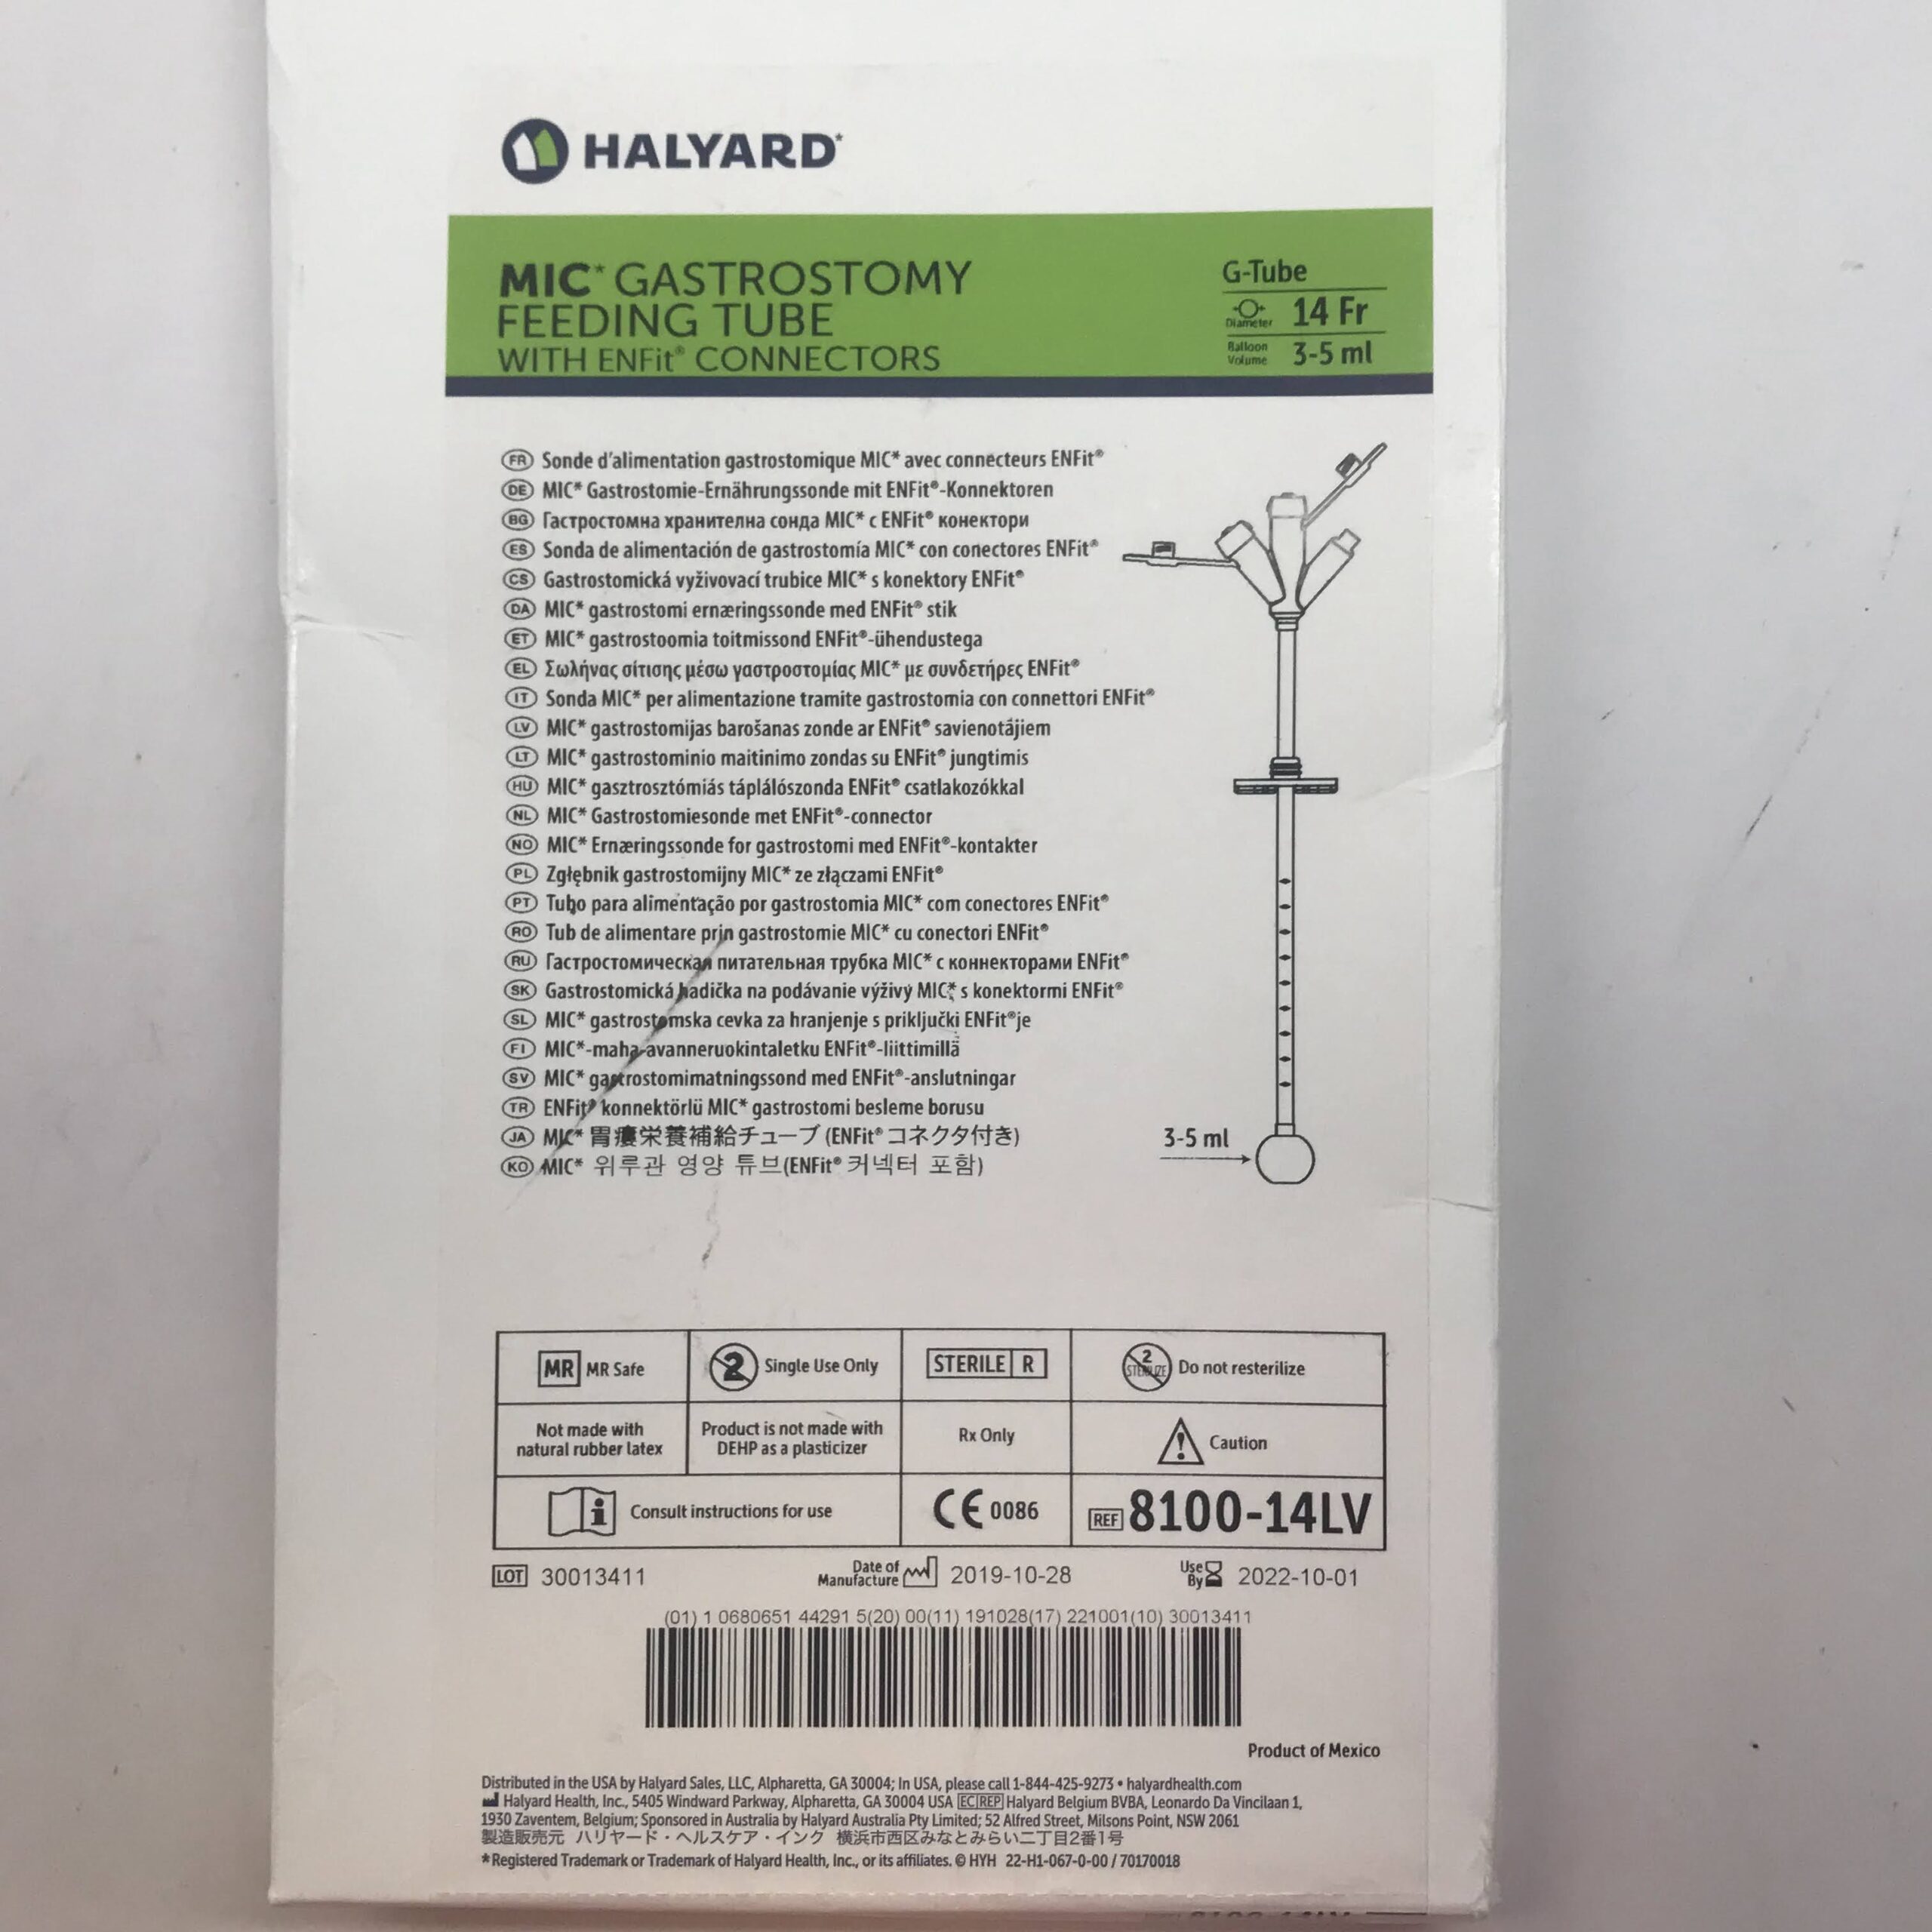 HALYARD*
MIC* GASTROSTOMY
FEEDING TUBE
WITH ENFit® CONNECTORS
G-Tube
Diameter 14 Fr
Balloon Volume 3-5 ml
FR Sonde d'alimentation gastrostomique MIC* avec connecteurs ENFit®
DE MIC* Gastrostomie-Ernährungssonde mit ENFit®-Konnektoren
BG Гастростомна хранителна сонда MIC* с ENFit® конектори
ES Sonda de alimentación de gastrostomía MIC* con conectores ENFit®
CS Gastrostomická vyživovací trubice MIC* s konektory ENFit®
DA MIC* gastrostomi ernæringssonde med ENFit® stik
ET MIC* gastrostoomia toitmissond ENFit®-ühendustega
EL Σωλήνας σίτισης μέσω γαστροστομίας MIC* με συνδετήρες ENFit®
IT Sonda MIC* per alimentazione tramite gastrostomia con connettori ENFit®
LV MIC* gastrostomijas barošanas zonde ar ENFit® savienotājiem
LT MIC* gastrostominio maitinimo zondas su ENFit® jungtimis
HU MIC* gasztrosztómiás táplálószonda ENFit® csatlakozókkal
NL MIC* Gastrostomiesonde met ENFit®-connector
NO MIC* Ernæringssonde for gastrostomi med ENFit®-kontakter
PL Zgłębnik gastrostomijny MIC* ze złączami ENFit®
PT Tubo para alimentação por gastrostomia MIC* com conectores ENFit®
RO Tub de alimentare prin gastrostomie MIC* cu conectori ENFit®
RU Гастростомическая питательная трубка MIC* с коннекторами ENFit®
SK Gastrostomická hadička na podávanie výživy MIC* s konektormi ENFit®
SL MIC* gastrostomska cevka za hranjenje s priključki ENFit®je
FI MIC*-maha-avanneruokintaletku ENFit®-liittimillä
SV MIC* gastrostomimatningssond med ENFit®-anslutningar
TR ENFit® konnektörlü MIC* gastrostomi besleme borusu
JA MIC* 胃瘻栄養補給チューブ (ENFit® コネクタ付き)
KO MIC* 위루관 영양 튜브(ENFit® 커넥터 포함)
3-5 ml
MR MR Safe
2 Single Use Only
STERILE R
2 STERILIZE Do not resterilize
Not made with
natural rubber latex
Product is not made with
DEHP as a plasticizer
Rx Only
Caution
Consult instructions for use
CE 0086
REF 8100-14LV
LOT 30013411
Date of Manufacture 2019-10-28
Use By 2022-10-01
(01) 1 0680651 44291 5(20) 00(11) 191028(17) 221001(10) 30013411
Product of Mexico
Distributed in the USA by Halyard Sales, LLC, Alpharetta, GA 30004; In USA, please call 1-844-425-9273 • halyardhealth.com
Halyard Health, Inc., 5405 Windward Parkway, Alpharetta, GA 30004 USA EC REP Halyard Belgium BVBA, Leonardo Da Vincilaan 1,
1930 Zaventem, Belgium; Sponsored in Australia by Halyard Australia Pty Limited; 52 Alfred Street, Milsons Point, NSW 2061
製造販売元 ハリヤード・ヘルスケア・インク 横浜市西区みなとみらい二丁目2番1号
*Registered Trademark or Trademark of Halyard Health, Inc., or its affiliates. © HYH 22-H1-067-0-00 / 70170018